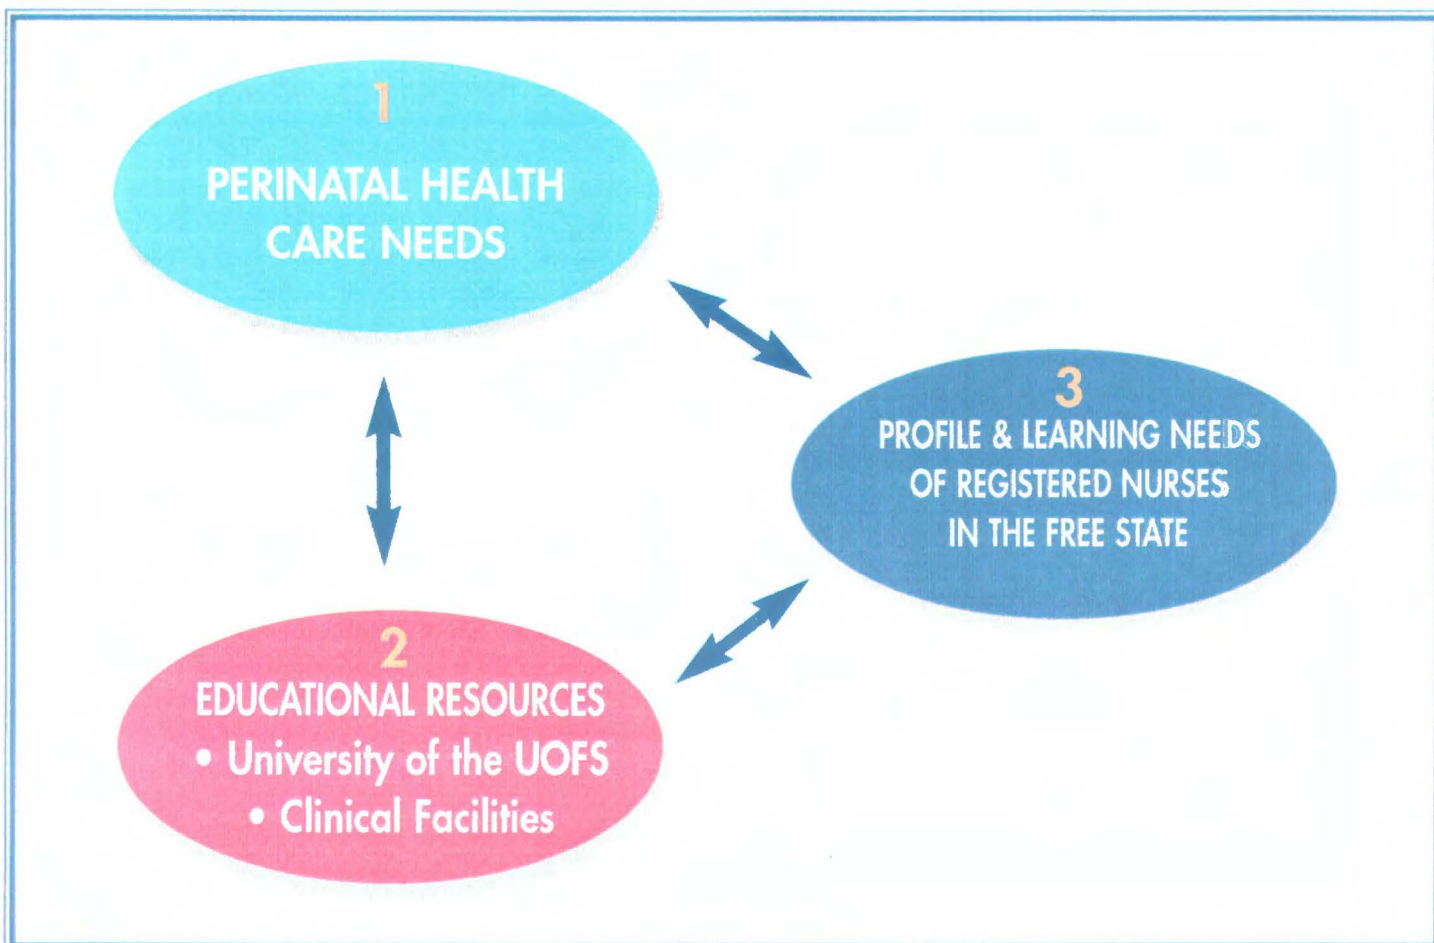 1
PERINATAL HEALTH
CARE NEEDS
2
EDUCATIONAL RESOURCES
• University of the UOFS
• Clinical Facilities
3
PROFILE & LEARNING NEEDS
OF REGISTERED NURSES
IN THE FREE STATE